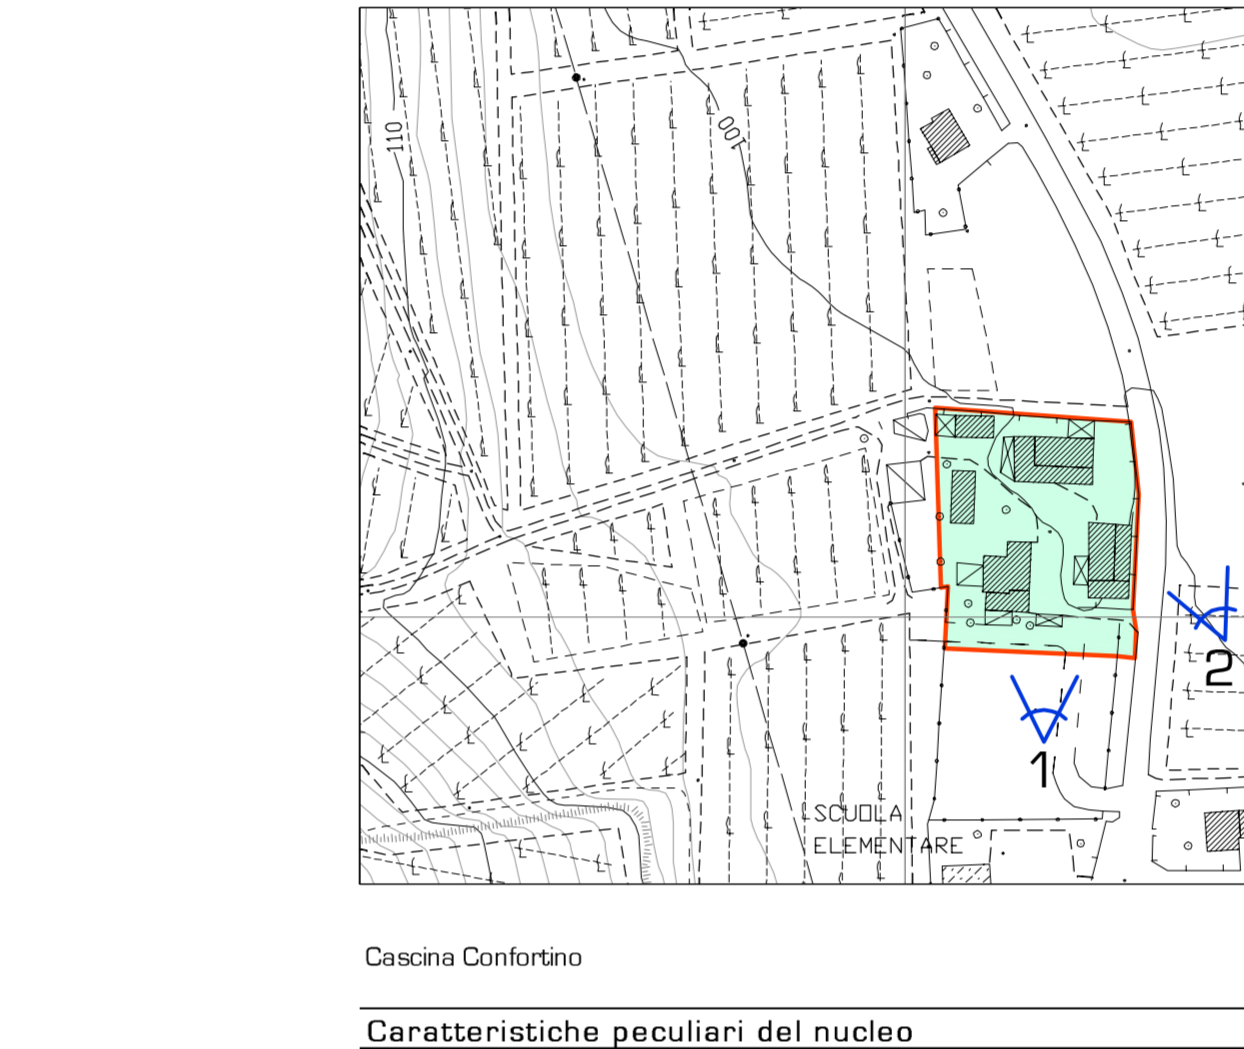 110
100
2
1
SCUOLA
ELEMENTARE
Cascina Confortino
Caratteristiche peculiari del nucleo